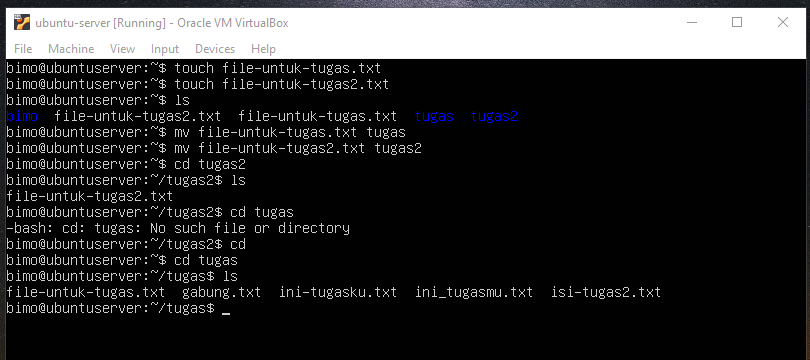 ubuntu-server [Running] - Oracle VM VirtualBox
File Machine View Input Devices Help
bimo@ubuntuserver:~$ touch file-untuk-tugas.txt
bimo@ubuntuserver:~$ touch file-untuk-tugas2.txt
bimo@ubuntuserver:~$ ls
bimo file-untuk-tugas2.txt file-untuk-tugas.txt tugas tugas2
bimo@ubuntuserver:~$ mv file-untuk-tugas.txt tugas
bimo@ubuntuserver:~$ mv file-untuk-tugas2.txt tugas2
bimo@ubuntuserver:~$ cd tugas2
bimo@ubuntuserver:~/tugas2$ ls
file-untuk-tugas2.txt
bimo@ubuntuserver:~/tugas2$ cd tugas
-bash: cd: tugas: No such file or directory
bimo@ubuntuserver:~/tugas2$ cd
bimo@ubuntuserver:~$ cd tugas
bimo@ubuntuserver:~/tugas$ ls
file-untuk-tugas.txt gabung.txt ini-tugasku.txt ini_tugasmu.txt isi-tugas2.txt
bimo@ubuntuserver:~/tugas$ _